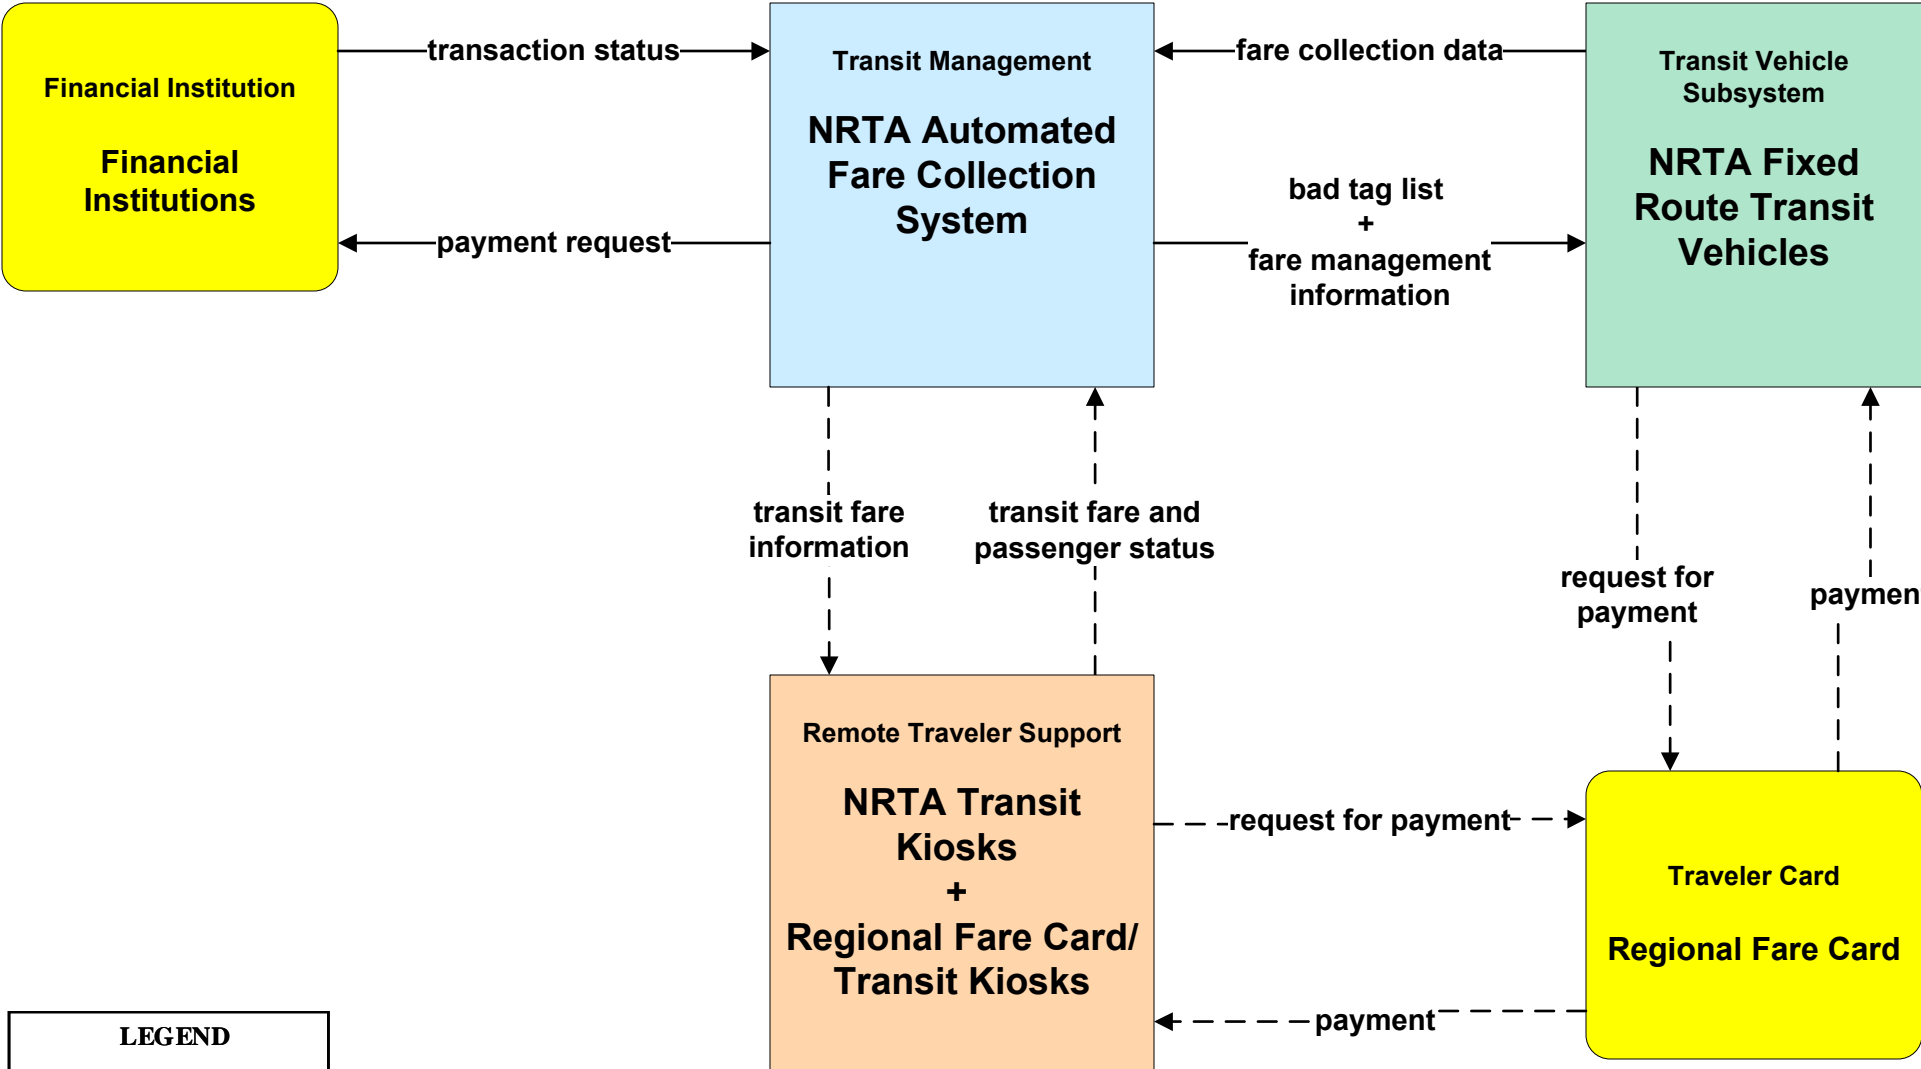 Financial Institution
Financial
Institutions
transaction status
payment request
Transit Management
NRTA Automated
Fare Collection
System
fare collection data
bad tag list
+
fare management
information
Transit Vehicle
Subsystem
NRTA Fixed
Route Transit
Vehicles
transit fare
information
transit fare and
passenger status
request for
payment
paymen
Remote Traveler Support
NRTA Transit
Kiosks
+
Regional Fare Card/
Transit Kiosks
request for payment
payment
Traveler Card
Regional Fare Card
LEGEND